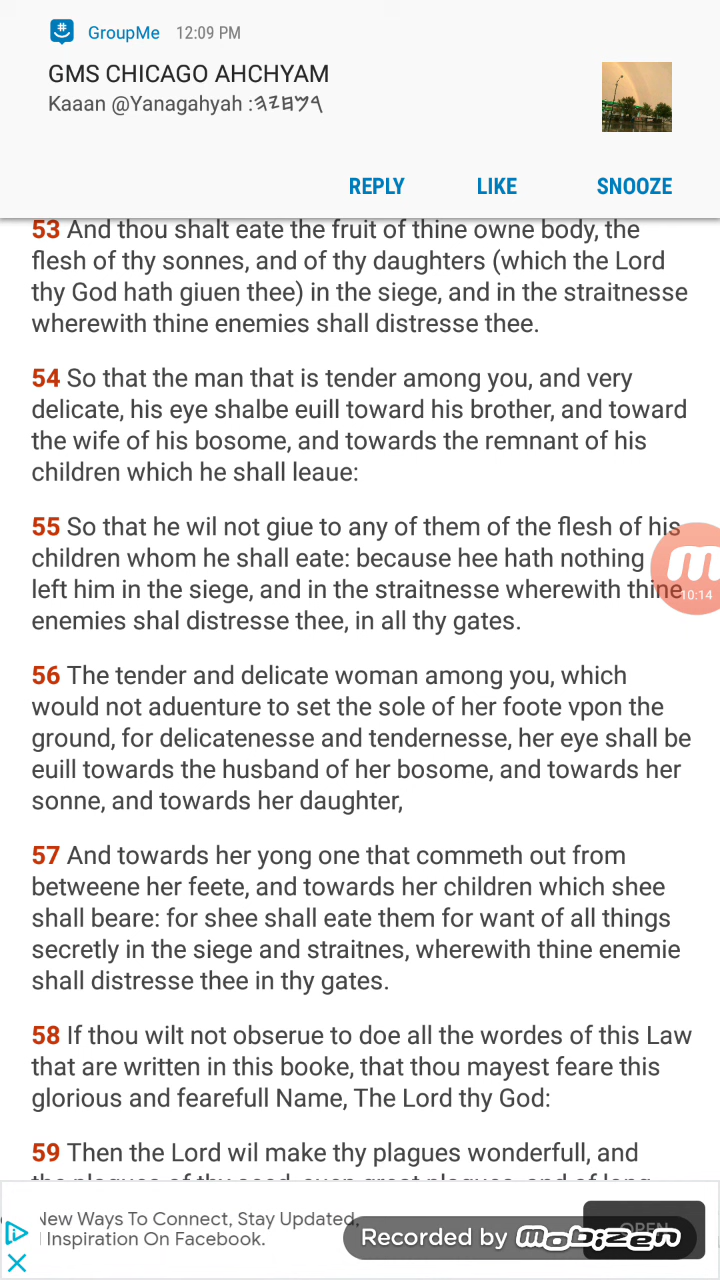 GroupMe 12:09 PM
GMS CHICAGO AHCHYAM
Kaaan @Yanagahyah :
REPLY LIKE SNOOZE
53 And thou shalt eate the fruit of thine owne body, the
flesh of thy sonnes, and of thy daughters (which the Lord
thy God hath giuen thee) in the siege, and in the straitnesse
wherewith thine enemies shall distresse thee.
54 So that the man that is tender among you, and very
delicate, his eye shalbe euill toward his brother, and toward
the wife of his bosome, and towards the remnant of his
children which he shall leaue:
55 So that he wil not giue to any of them of the flesh of his
children whom he shall eate: because hee hath nothing
left him in the siege, and in the straitnesse wherewith thine
enemies shal distresse thee, in all thy gates.
10:14
56 The tender and delicate woman among you, which
would not aduenture to set the sole of her foote vpon the
ground, for delicatenesse and tendernesse, her eye shall be
euill towards the husband of her bosome, and towards her
sonne, and towards her daughter,
57 And towards her yong one that commeth out from
betweene her feete, and towards her children which shee
shall beare: for shee shall eate them for want of all things
secretly in the siege and straitnes, wherewith thine enemie
shall distresse thee in thy gates.
58 If thou wilt not obserue to doe all the wordes of this Law
that are written in this booke, that thou mayest feare this
glorious and fearefull Name, The Lord thy God:
59 Then the Lord wil make thy plagues wonderfull, and
New Ways To Connect, Stay Updated,
Inspiration On Facebook.
OPEN
Recorded by mobizen